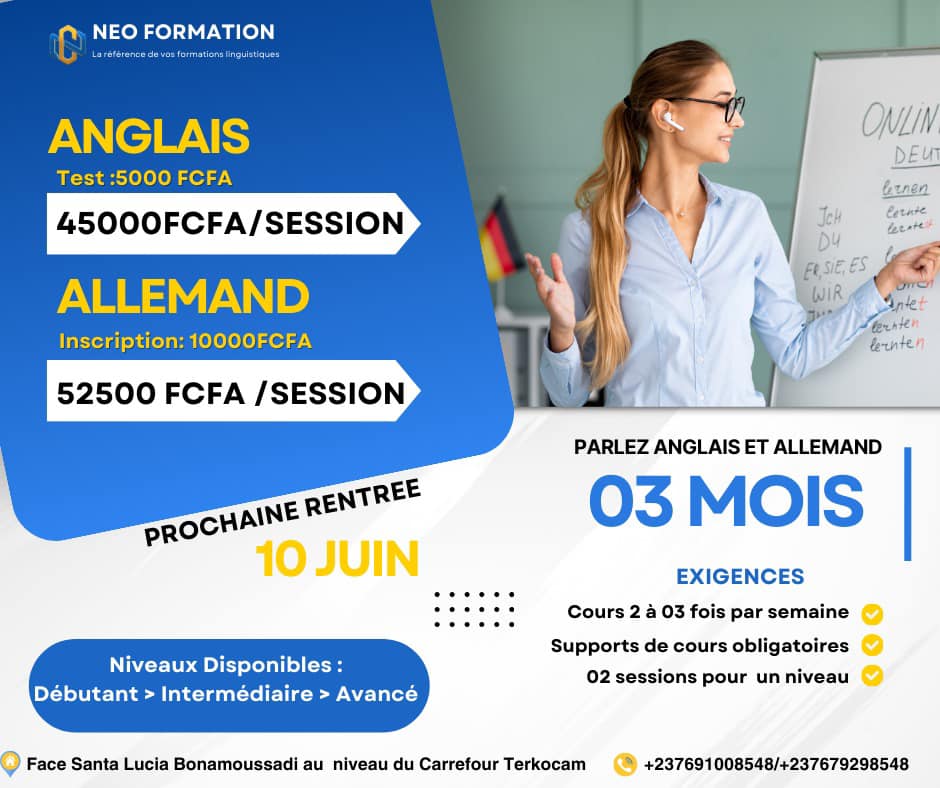 NEO FORMATION
La référence de vos formations linguistiques
ANGLAIS
Test :5000 FCFA
45000FCFA/SESSION
ALLEMAND
Inscription: 10000FCFA
52500 FCFA /SESSION
PROCHAINE RENTREE
10 JUIN
Niveaux Disponibles :
Débutant > Intermédiaire > Avancé
ONLIN
DEUT
lernen
lernte
lerntest
ICH
DU
ER, SIE, ES
WIR
lernten
lernten
PARLEZ ANGLAIS ET ALLEMAND
03 MOIS
EXIGENCES
Cours 2 à 03 fois par semaine
Supports de cours obligatoires
02 sessions pour un niveau
Face Santa Lucia Bonamoussadi au niveau du Carrefour Terkocam
+237691008548/+237679298548